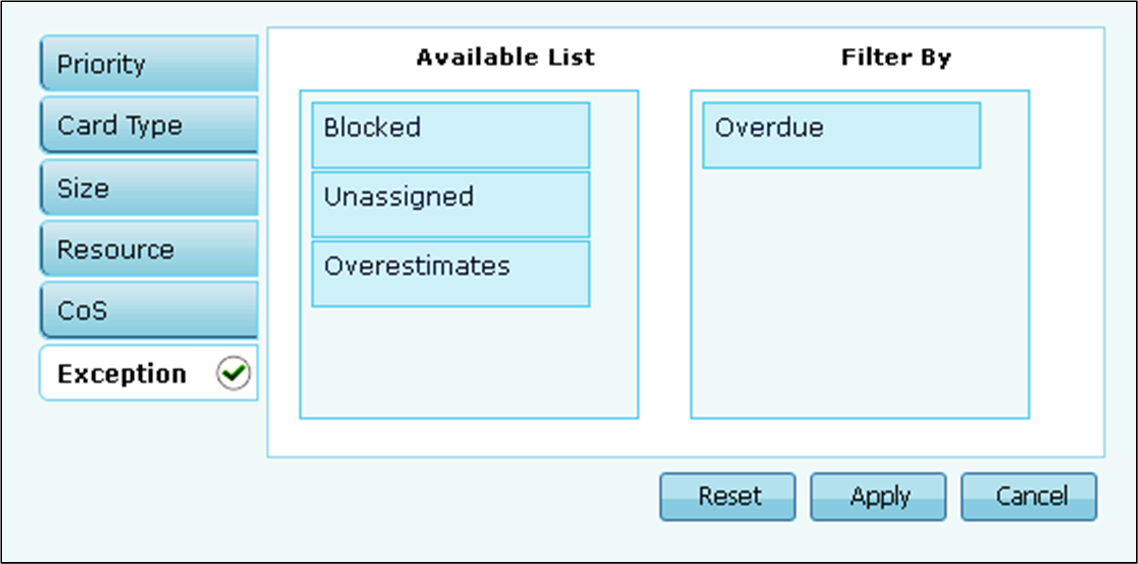 Priority
Card Type
Size
Resource
CoS
Exception
Available List
Blocked
Unassigned
Overestimates
Filter By
Overdue
Reset
Apply
Cancel